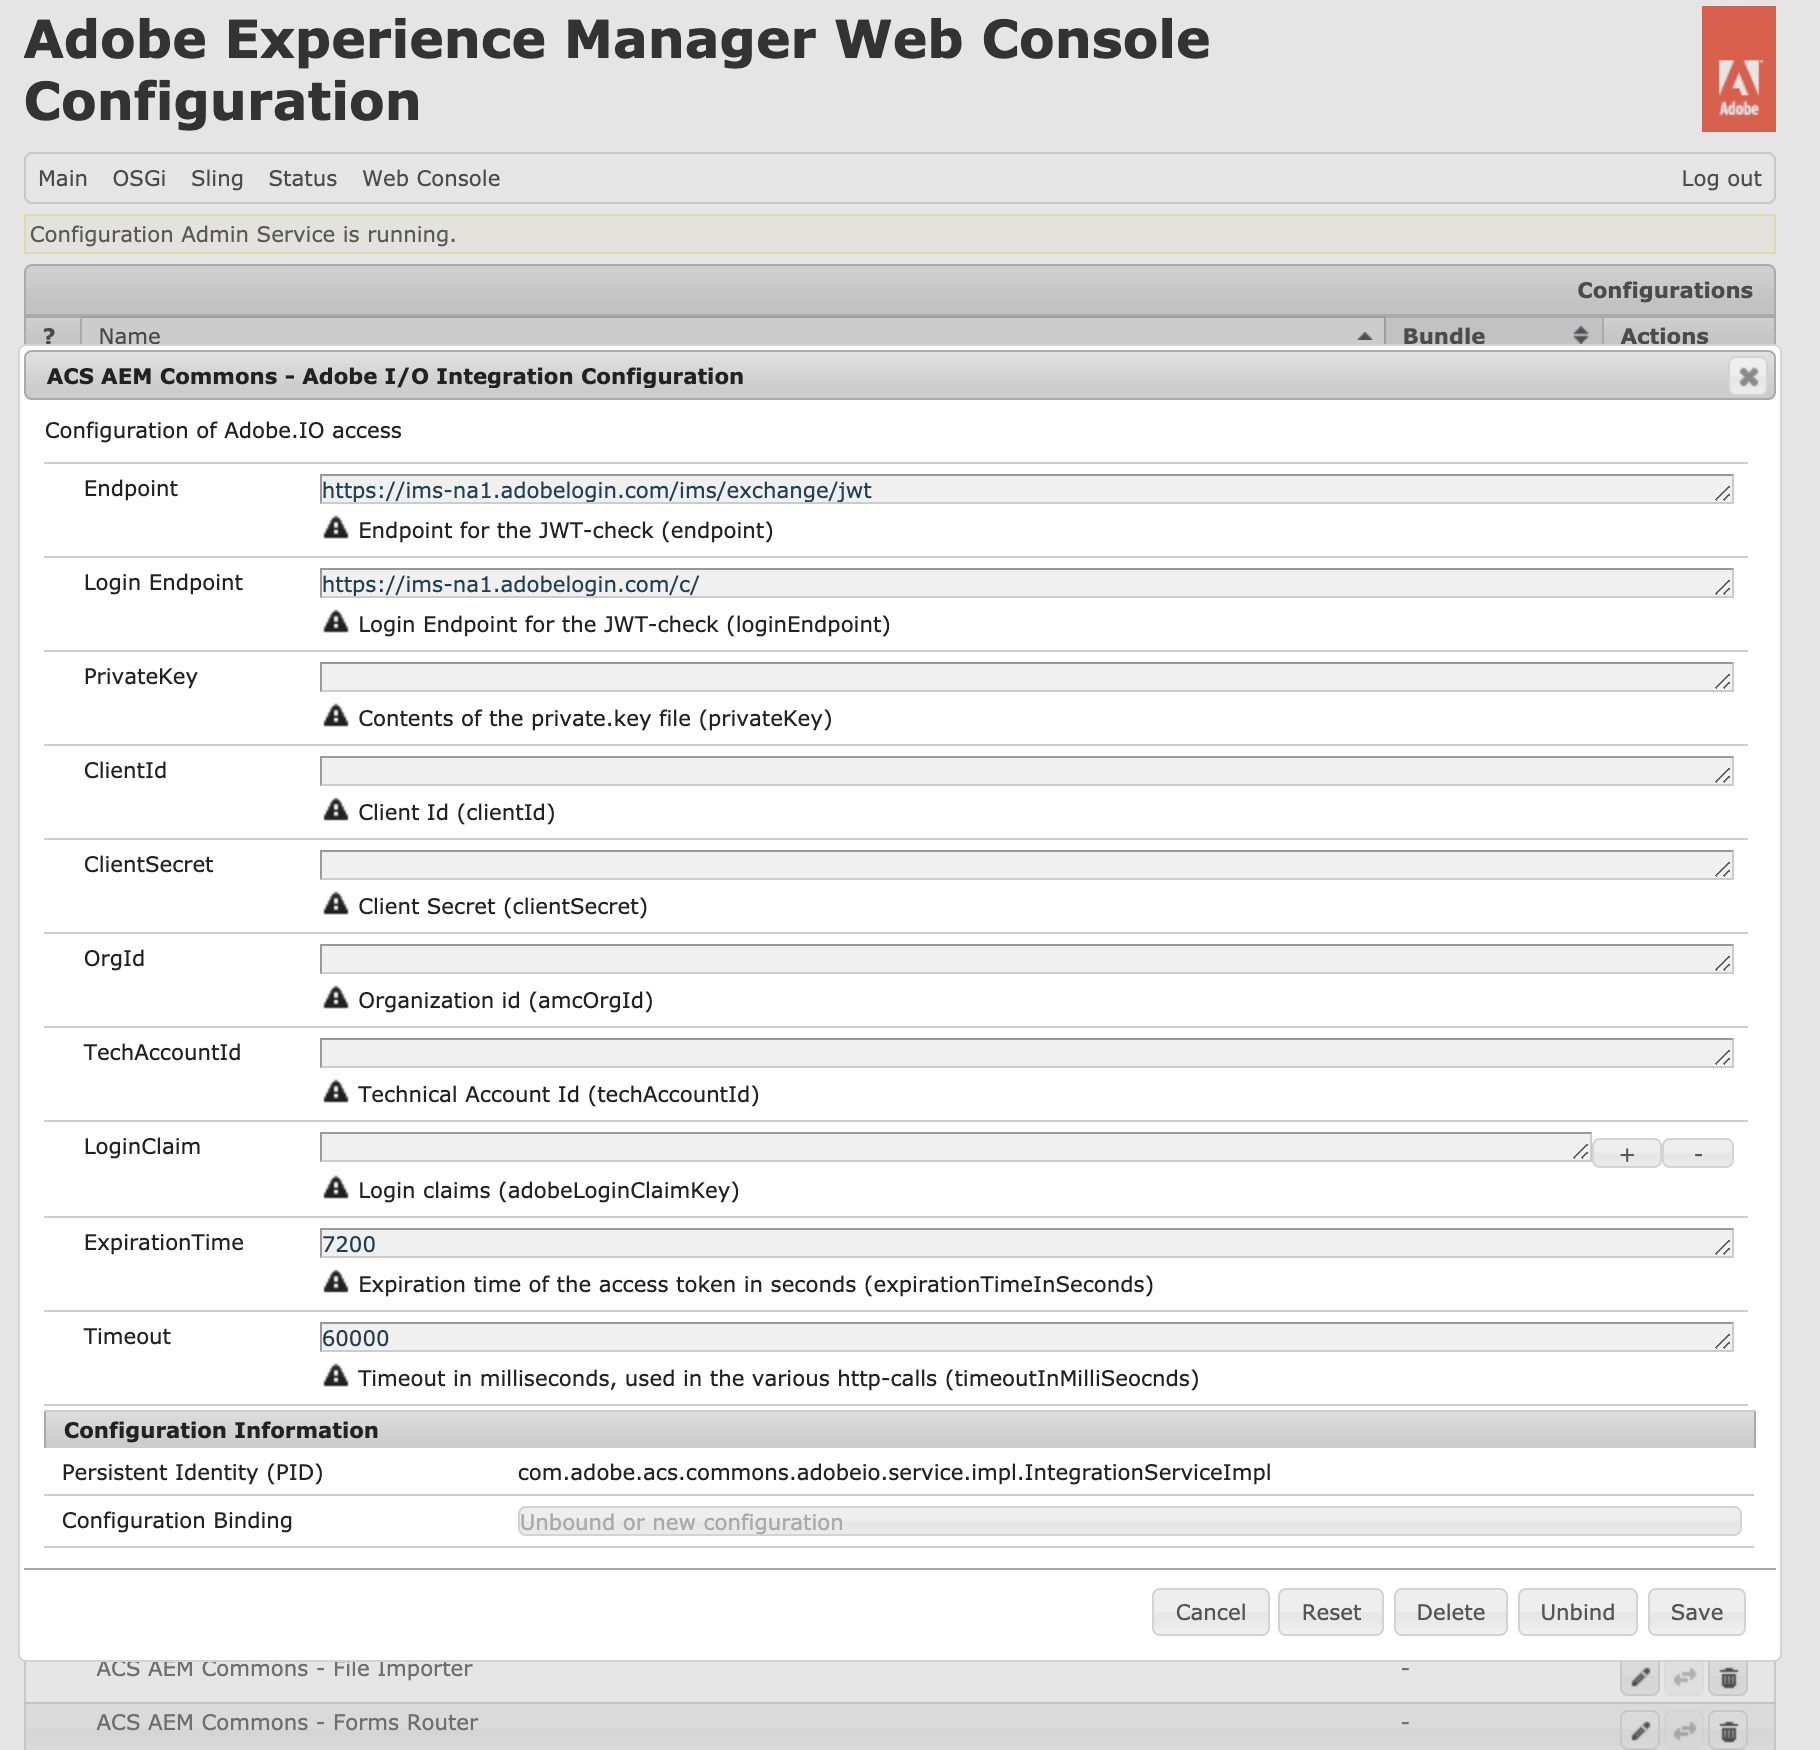 Adobe Experience Manager Web Console
Configuration
Adobe
Main OSGi Sling Status Web Console Log out
Configuration Admin Service is running.
Configurations
? Name Bundle Actions
ACS AEM Commons - Adobe I/O Integration Configuration
Configuration of Adobe.IO access
Endpoint https://ims-na1.adobelogin.com/ims/exchange/jwt
Endpoint for the JWT-check (endpoint)
Login Endpoint https://ims-na1.adobelogin.com/c/
Login Endpoint for the JWT-check (loginEndpoint)
PrivateKey
Contents of the private.key file (privateKey)
ClientId
Client Id (clientId)
ClientSecret
Client Secret (clientSecret)
OrgId
Organization id (amcOrgId)
TechAccountId
Technical Account Id (techAccountId)
LoginClaim + -
Login claims (adobeLoginClaimKey)
ExpirationTime 7200
Expiration time of the access token in seconds (expirationTimeInSeconds)
Timeout 60000
Timeout in milliseconds, used in the various http-calls (timeoutInMilliSeocnds)
Configuration Information
Persistent Identity (PID) com.adobe.acs.commons.adobeio.service.impl.IntegrationServiceImpl
Configuration Binding Unbound or new configuration
Cancel Reset Delete Unbind Save
ACS AEM Commons - File Importer -
ACS AEM Commons - Forms Router -